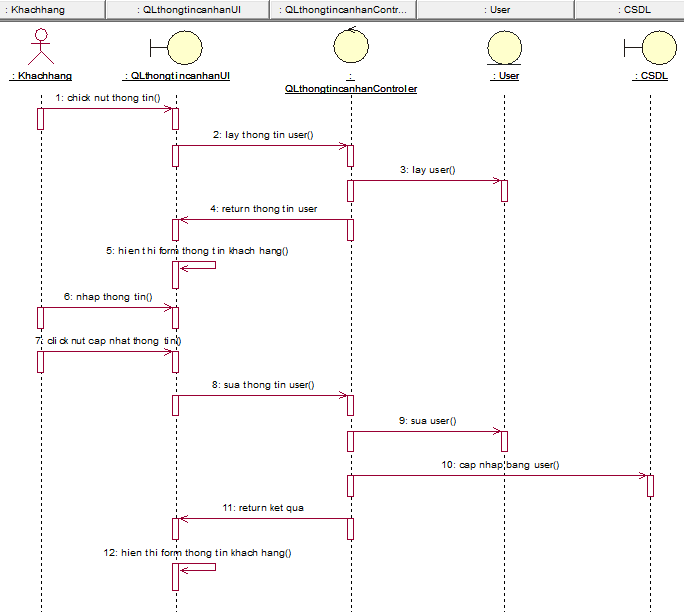 : Khachhang
: QLthongtincanhanUI
: QLthongtincanhanContr...
: User
: CSDL
: Khachhang
: QLthongtincanhanUI
:
QLthongtincanhanControler
: User
: CSDL
1: chick nut thong tin()
2: lay thong tin user()
3: lay user()
4: return thong tin user
5: hien thi form thong tin khach hang()
6: nhap thong tin()
7: click nut cap nhat thong tin()
8: sua thong tin user()
9: sua user()
10: cap nhap bang user()
11: return ket qua
12: hien thi form thong tin khach hang()